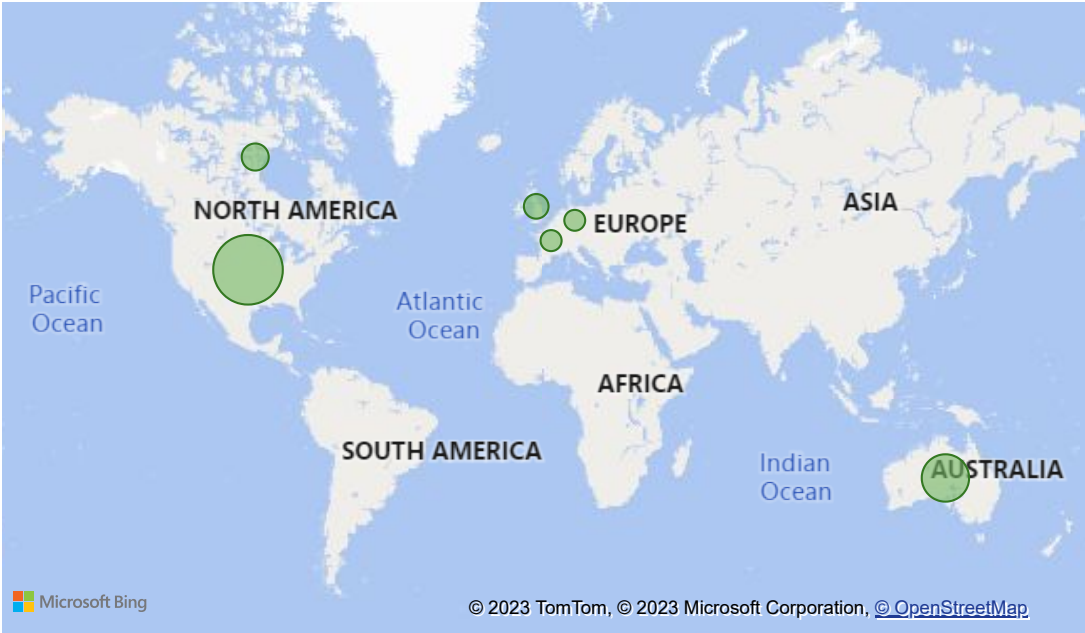 NORTH AMERICA
ASIA
EUROPE
Pacific
Ocean
Atlantic
Ocean
AFRICA
SOUTH AMERICA
Indian
Ocean
AUSTRALIA
Microsoft Bing
© 2023 TomTom, © 2023 Microsoft Corporation, © OpenStreetMap